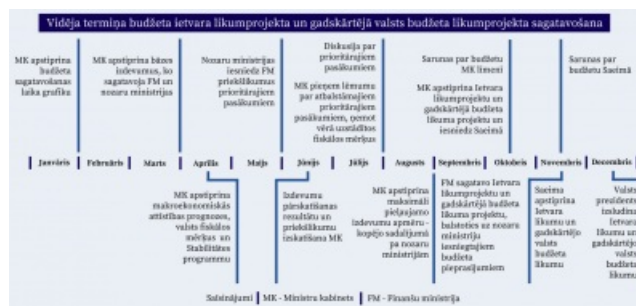 Vidēja termiņa budžeta ietvara likumprojekta un gadskārtējā valsts budžeta likumprojekta sagatavošana
MK apstiprina
budžeta
sagatavošanas
laika grafiku
MK apstiprina bāzes
izdevumus, ko
sagatavoja FM un
nozaru ministrijas
Nozaru ministrijas
iesniedz FM
priekšlikumus
prioritārajiem
pasākumiem
Diskusija par
prioritārajiem
pasākumiem
MK pieņem lēmumu
par atbalstāmajiem
prioritārajiem
pasākumiem, ņemot
vērā uzstādītos
fiskālos mērķus
Sarunas par budžetu
MK līmenī
MK apstiprina Ietvara
likumprojektu un
gadskārtējā budžeta
likuma projektu un
iesniedz Saeimā
Sarunas par
budžetu Saeimā
Janvāris
Februāris
Marts
Aprīlis
Maijs
Jūnijs
Jūlijs
Augusts
Septembris
Oktobris
Novembris
Decembris
MK apstiprina
makroekonomiskās
attīstības prognozes,
valsts fiskālos
mērķus un
Stabilitātes
programmu
Izdevumu
pārskatīšanas
rezultātu un
priekšlikumu
izskatīšana MK
MK apstiprina
maksimāli
pieļaujamo
izdevumu apmēru -
kopējo sadalījumā
pa nozaru
ministrijām
FM sagatavo Ietvara
likumprojektu un
gadskārtējā budžeta
likuma projektu,
balstoties uz nozaru
ministriju
iesniegtajiem
budžeta
pieprasījumiem
Saeima
apstiprina
Ietvara
likumu un
gadskārtējo
valsts
budžeta
likumu
Valsts
prezidents
izsludina
Ietvara
likumu un
gadskārtējo
valsts
budžeta
likumu
Saīsinājumi
MK - Ministru kabinets
FM - Finanšu ministrija